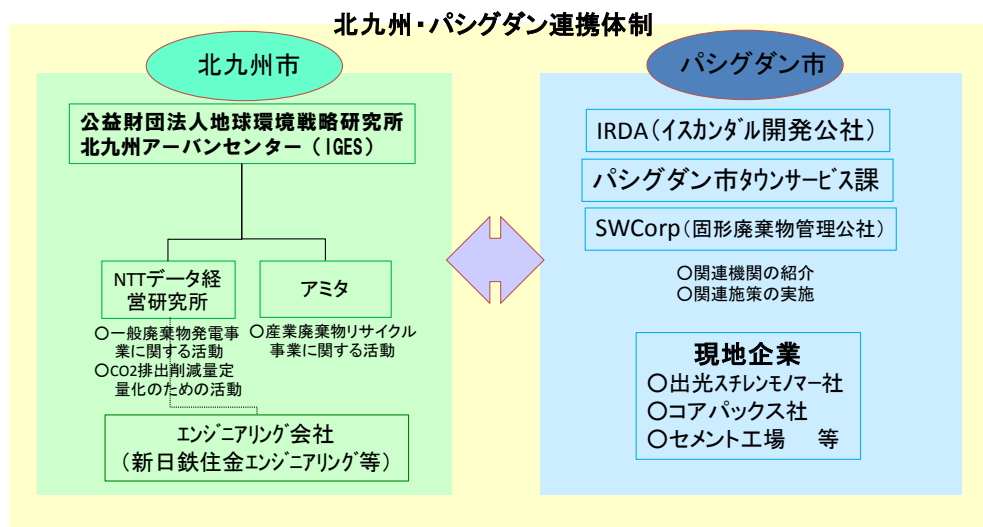 北九州・パシグダン連携体制
北九州市
公益財団法人地球環境戦略研究所
北九州アーバンセンター（IGES）
NTTデータ経
営研究所
〇一般廃棄物発電事
業に関する活動
〇CO2排出削減量定
量化のための活動
アミタ
〇産業廃棄物リサイクル
事業に関する活動
ｴﾝｼﾞﾆｱﾘﾝｸﾞ会社
（新日鉄住金ｴﾝｼﾞﾆｱﾘﾝｸﾞ等）
パシグダン市
IRDA（ｲｽｶﾝﾀﾞﾙ開発公社）
パシグダン市ﾀｳﾝｻｰﾋﾞｽ課
SWCorp（固形廃棄物管理公社）
〇関連機関の紹介
〇関連施策の実施
現地企業
〇出光ｽﾁﾚﾝﾓﾉﾏｰ社
〇コアパックス社
〇セメント工場　等